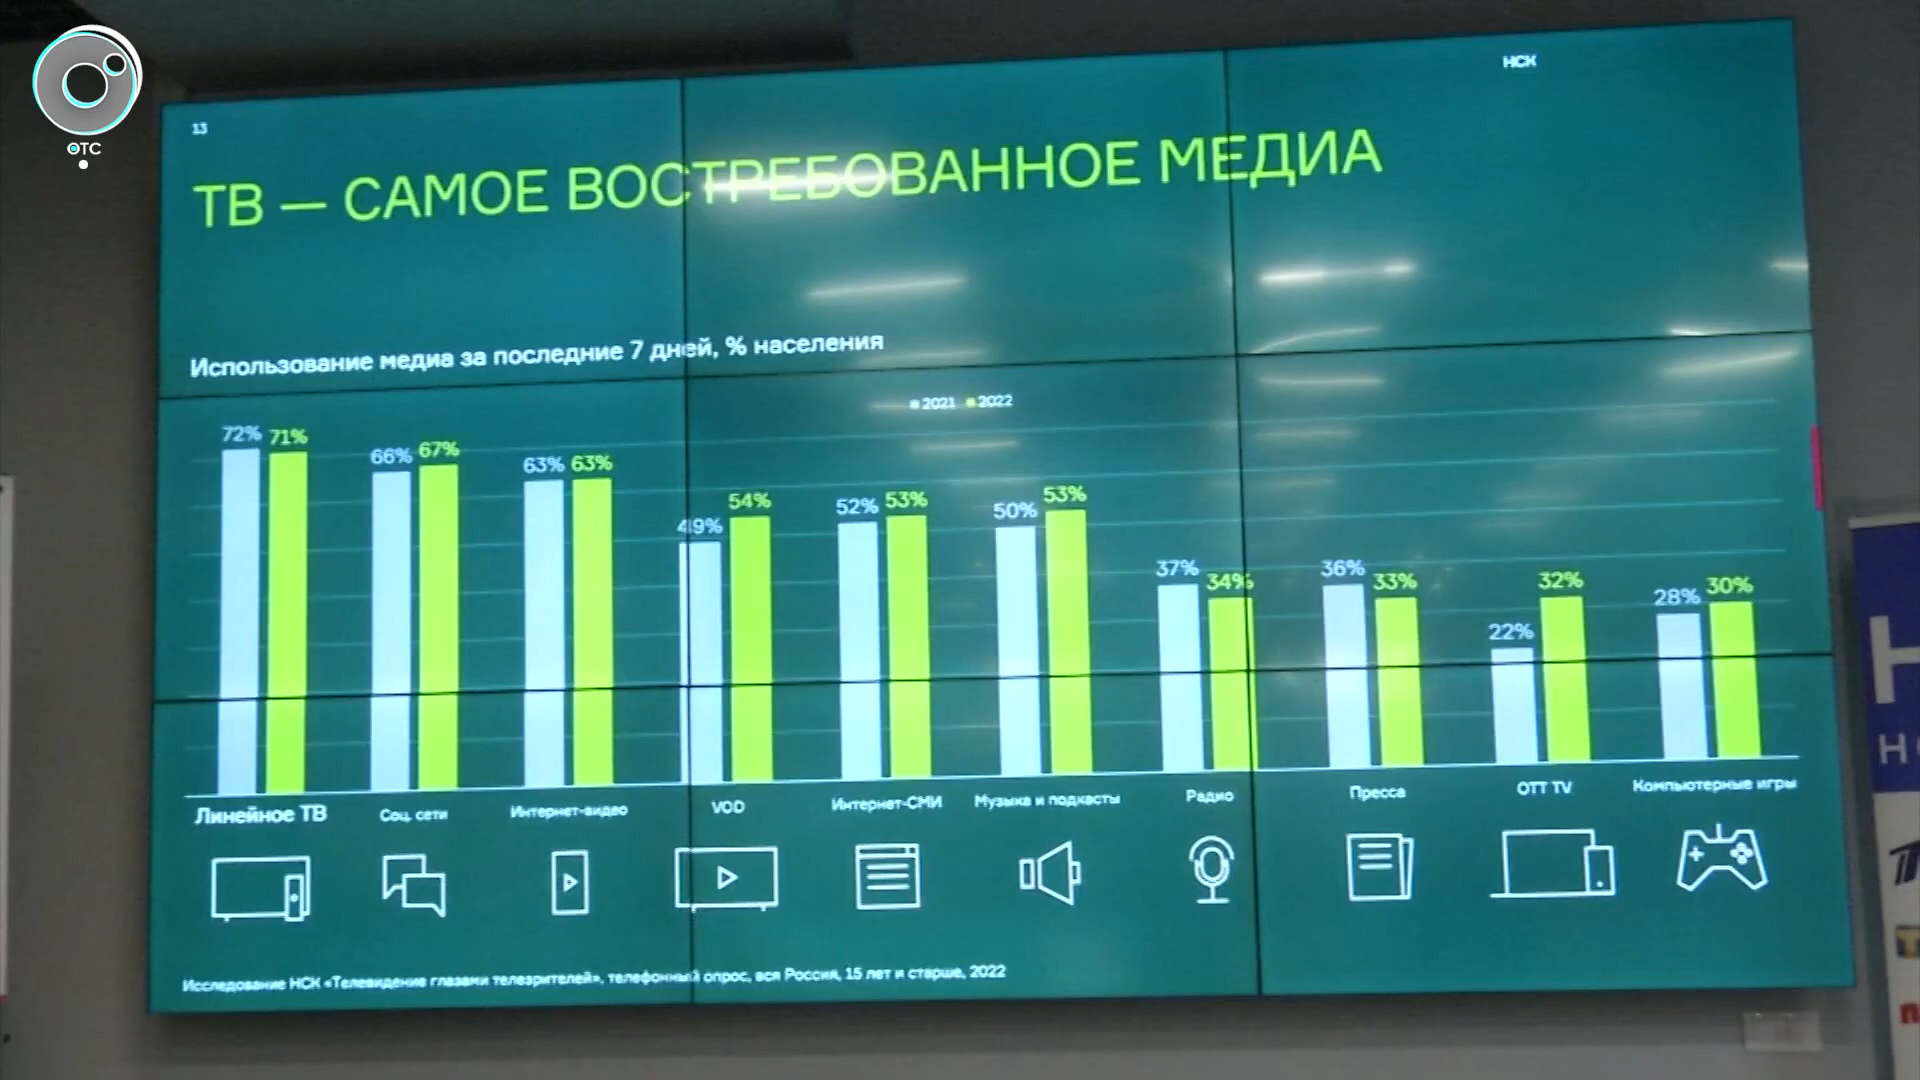 ОТС
НСК
13
ТВ — САМОЕ ВОСТРЕБОВАННОЕ МЕДИА
Использование медиа за последние 7 дней, % населения
2021 2022
72% 71% 66% 67% 63% 63% 49% 54% 52% 53% 50% 53% 37% 34% 36% 33% 22% 32% 28% 30%
Линейное ТВ Соц. сети Интернет-видео VOD Интернет-СМИ Музыка и подкасты Радио Пресса ОТТ TV Компьютерные игры
Исследование НСК «Телевидение глазами телезрителей», телефонный опрос, вся Россия, 15 лет и старше, 2022